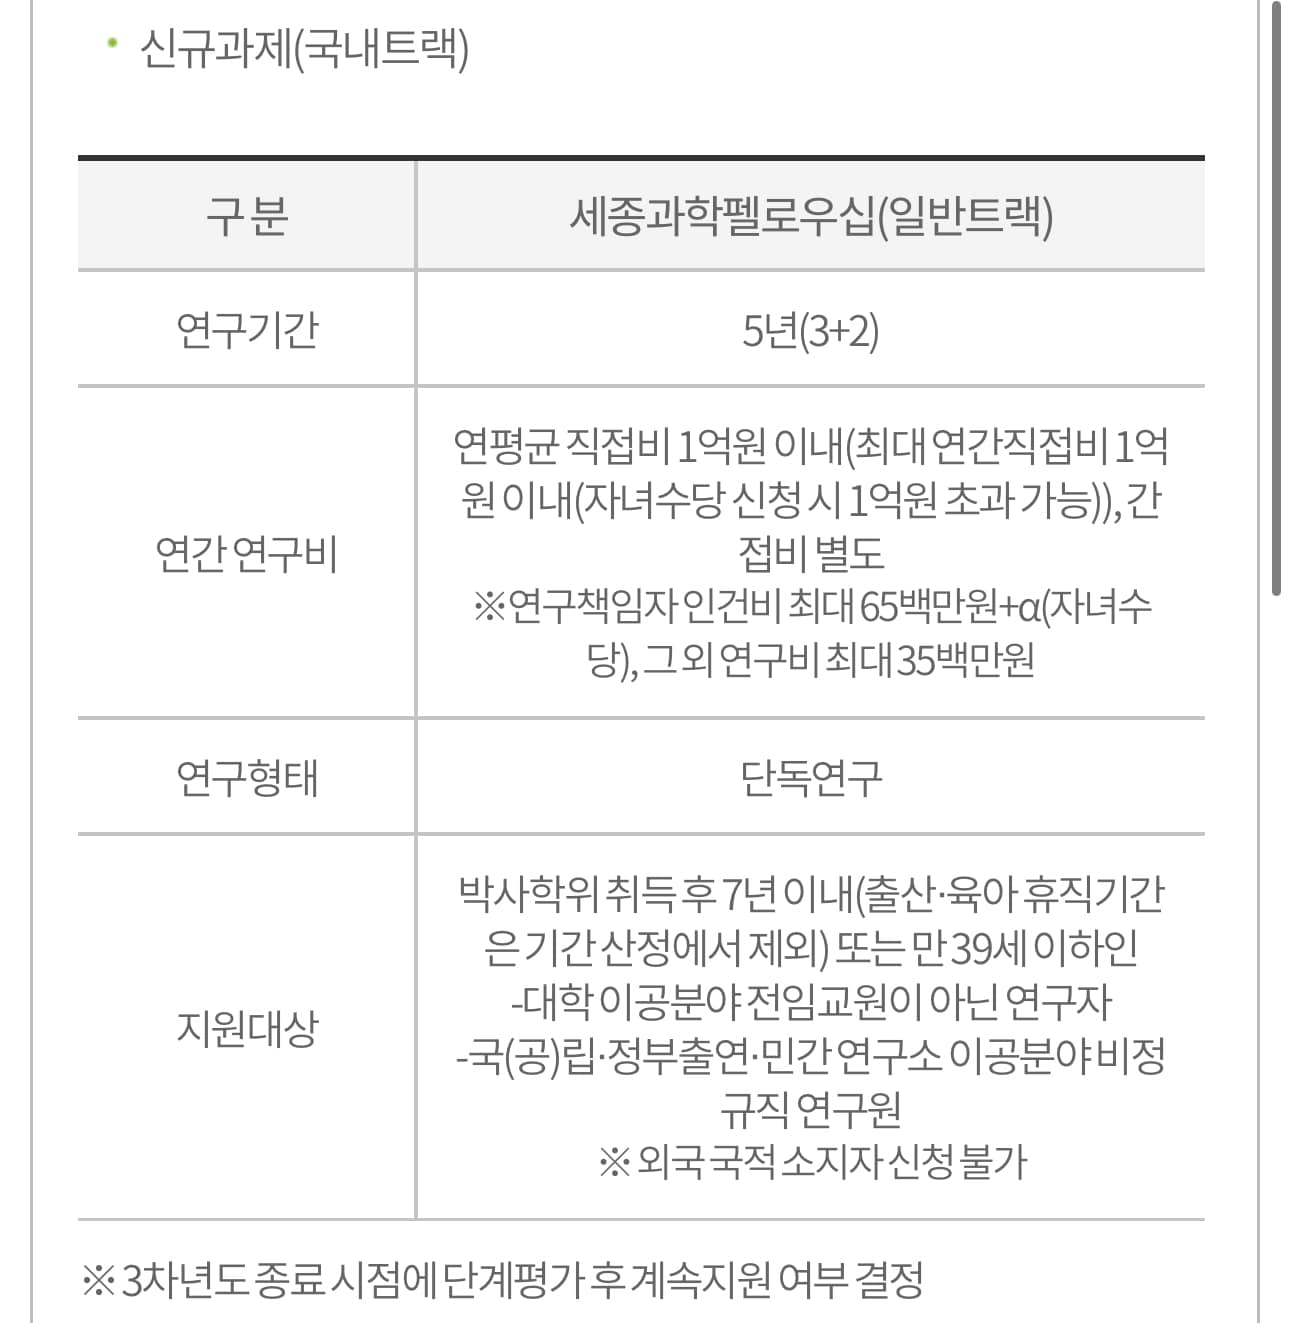 신규과제(국내트랙)
구 분
세종과학펠로우십(일반트랙)
연구기간
5년(3+2)
연간 연구비
연평균 직접비 1억원 이내(최대 연간직접비 1억
원 이내(자녀수당 신청 시 1억원 초과 가능)), 간
접비 별도
※연구책임자 인건비 최대 65백만원+α(자녀수
당), 그 외 연구비 최대 35백만원
연구형태
단독연구
지원대상
박사학위 취득 후 7년 이내(출산·육아 휴직기간
은 기간 산정에서 제외) 또는 만 39세 이하인
-대학 이공분야 전임교원이 아닌 연구자
-국(공)립·정부출연·민간 연구소 이공분야 비정
규직 연구원
※ 외국 국적 소지자 신청 불가
※ 3차년도 종료 시점에 단계평가 후 계속지원 여부 결정